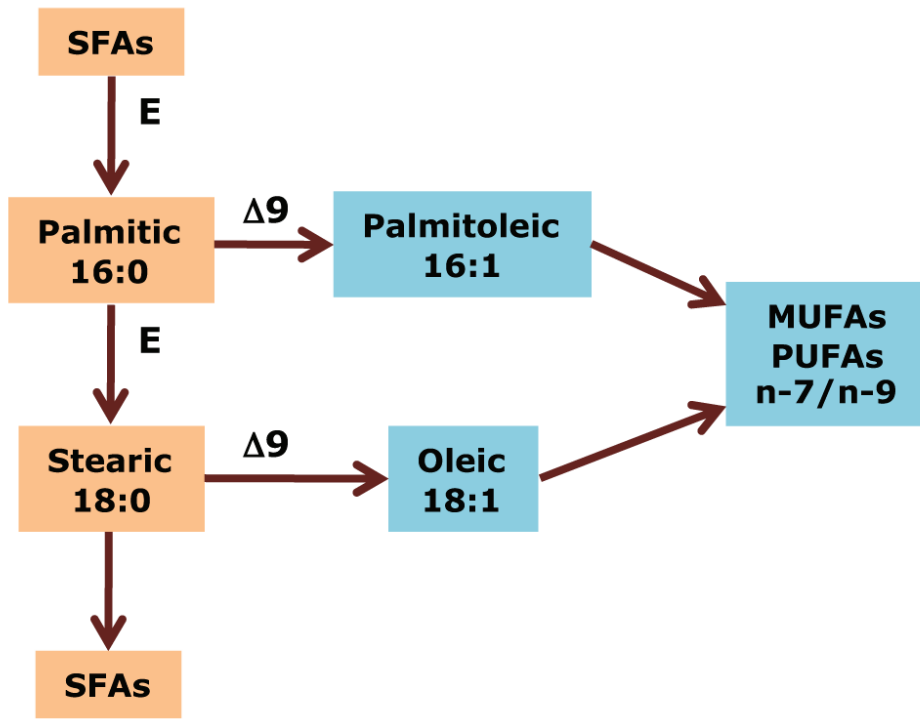 SFAs
E
Palmitic
16:0
Δ9
Palmitoleic
16:1
MUFAs
PUFAs
n-7/n-9
E
Stearic
18:0
Δ9
Oleic
18:1
SFAs